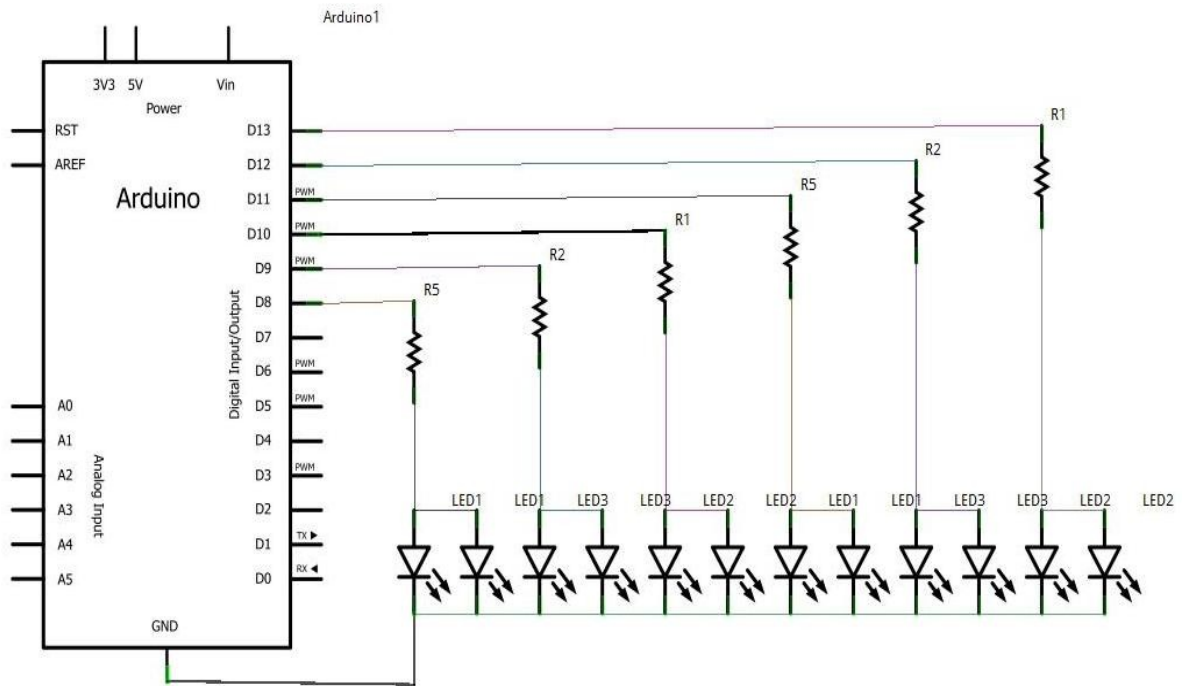 Arduino1
3V3 5V Vin
Power
RST D13 R1
AREF D12 R2
Arduino
PWM D11 R5
PWM D10 R1
PWM D9 R2
D8 R5
Digital Input/Output
D7
PWM D6
A0 D5 PWM
A1 D4
A2 D3 PWM
Analog Input
A3 D2 LED1 LED1 LED3 LED3 LED2 LED2 LED1 LED1 LED3 LED3 LED2 LED2
A4 D1 TX ▶
A5 D0 RX ◀
GND